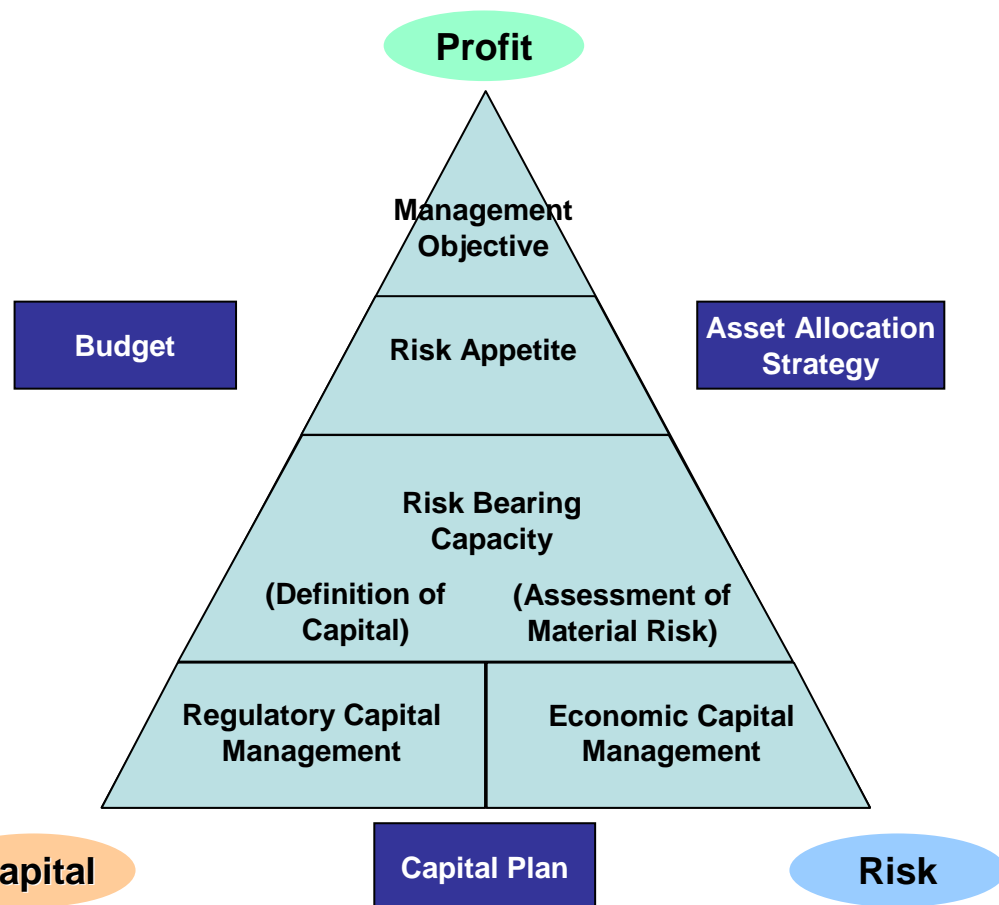 Profit
Management
Objective
Budget
Risk Appetite
Asset Allocation
Strategy
Risk Bearing
Capacity
(Definition of
Capital)
(Assessment of
Material Risk)
Regulatory Capital
Management
Economic Capital
Management
apital
Capital Plan
Risk